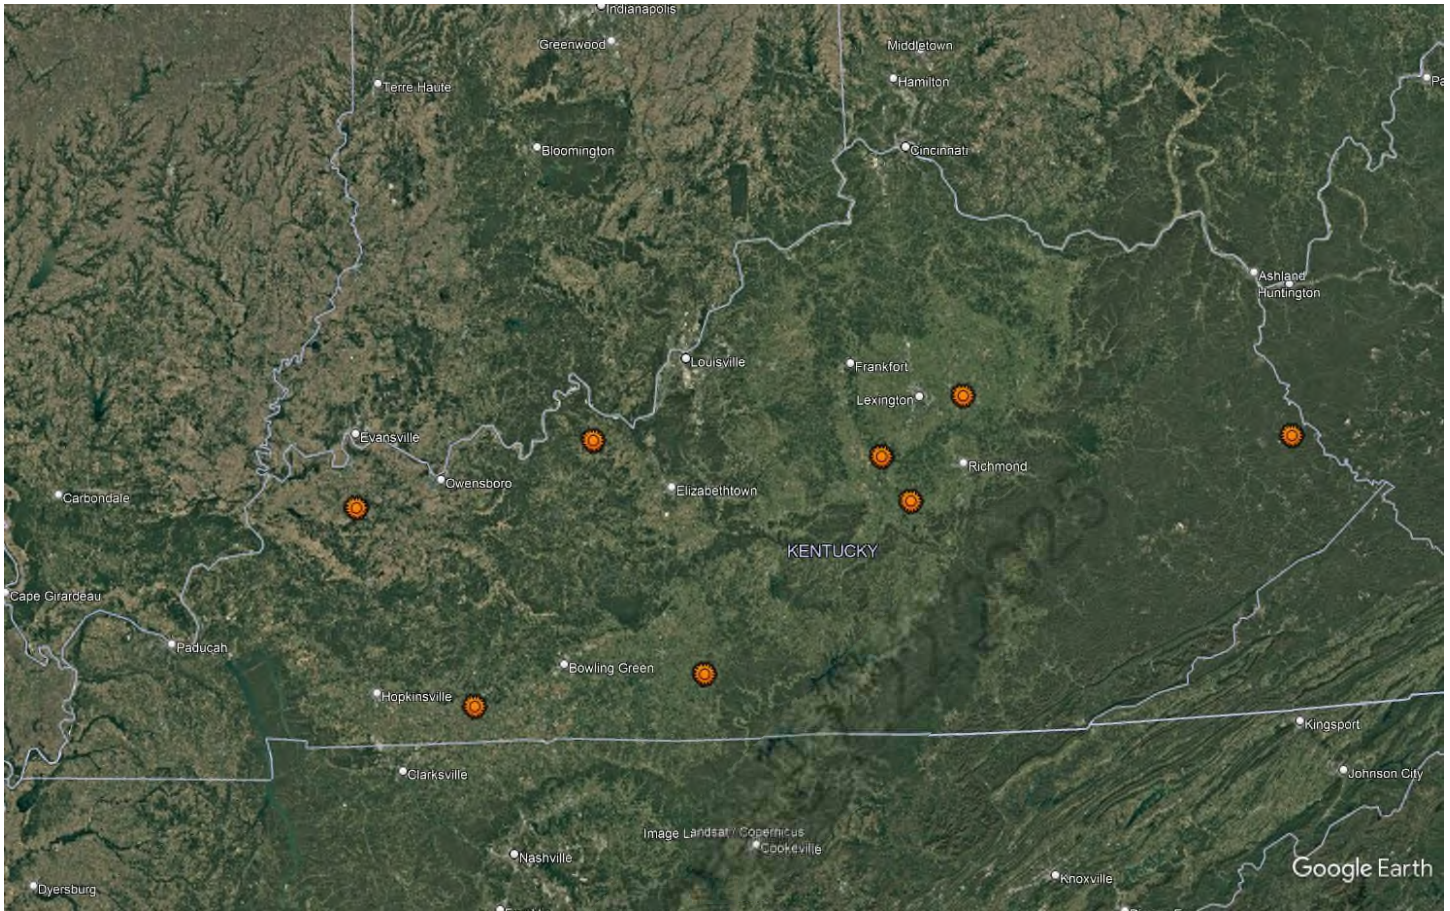 Indianapolis
Greenwood
Middletown
Terre Haute
Hamilton
Pa
Bloomington
Cincinnati
Ashland
Huntington
Louisville
Frankfort
Lexington
Evansville
Richmond
Owensboro
Elizabethtown
Carbondale
KENTUCKY
Cape Girardeau
Paducah
Bowling Green
Hopkinsville
Kingsport
Clarksville
Johnson City
Image Landsat / Copernicus
Cookeville
Nashville
Google Earth
Knoxville
Dyersburg